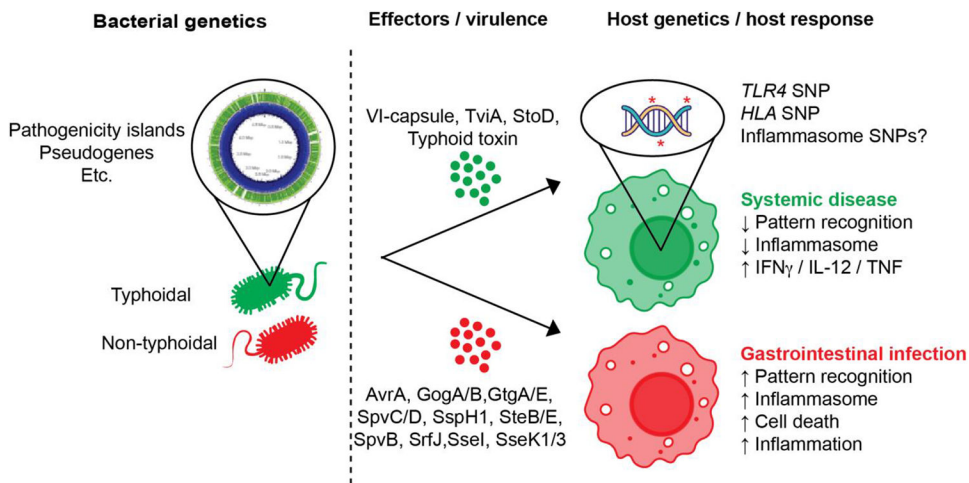 Bacterial genetics
Effectors / virulence
Host genetics / host response
Pathogenicity islands
Pseudogenes
Etc.
VI-capsule, TviA, StoD,
Typhoid toxin
TLR4 SNP
HLA SNP
Inflammasome SNPs?
Systemic disease
↓ Pattern recognition
↓ Inflammasome
↑ IFNγ / IL-12 / TNF
Typhoidal
Non-typhoidal
AvrA, GogA/B,GtgA/E,
SpvC/D, SspH1, SteB/E,
SpvB, SrfJ,SseI, SseK1/3
Gastrointestinal infection
↑ Pattern recognition
↑ Inflammasome
↑ Cell death
↑ Inflammation